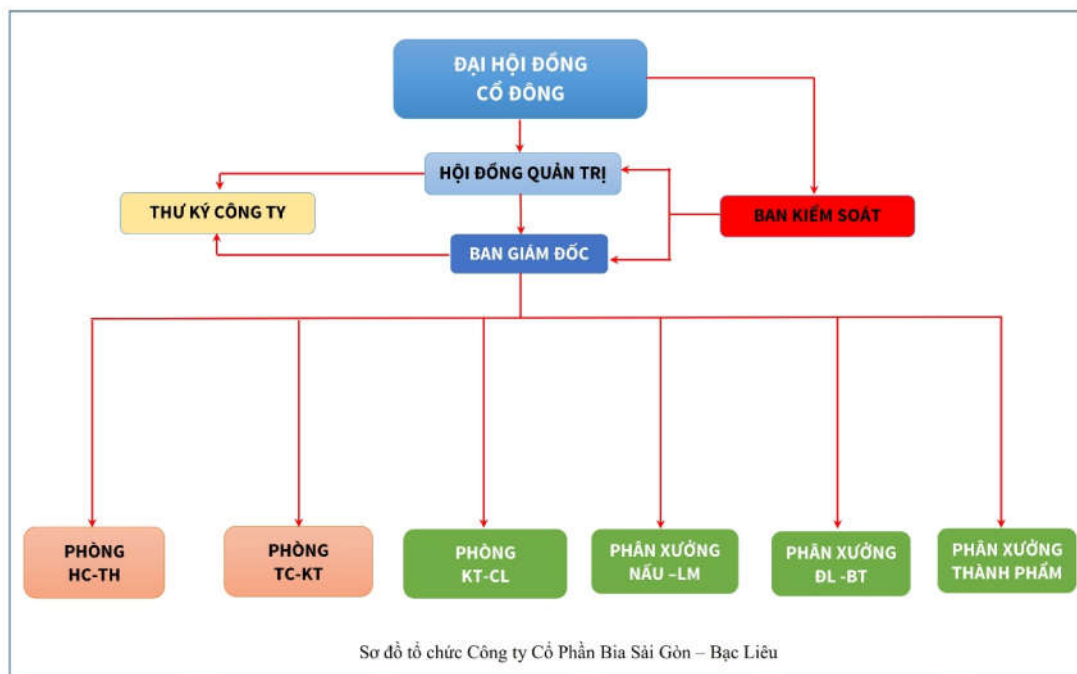 ĐẠI HỘI ĐỒNG
CỔ ĐÔNG
HỘI ĐỒNG QUẢN TRỊ
THƯ KÝ CÔNG TY
BAN KIỂM SOÁT
BAN GIÁM ĐỐC
PHÒNG
HC-TH
PHÒNG
TC-KT
PHÒNG
KT-CL
PHÂN XƯỞNG
NẤU –LM
PHÂN XƯỞNG
ĐL -BT
PHÂN XƯỞNG
THÀNH PHẨM
Sơ đồ tổ chức Công ty Cổ Phần Bia Sài Gòn – Bạc Liêu